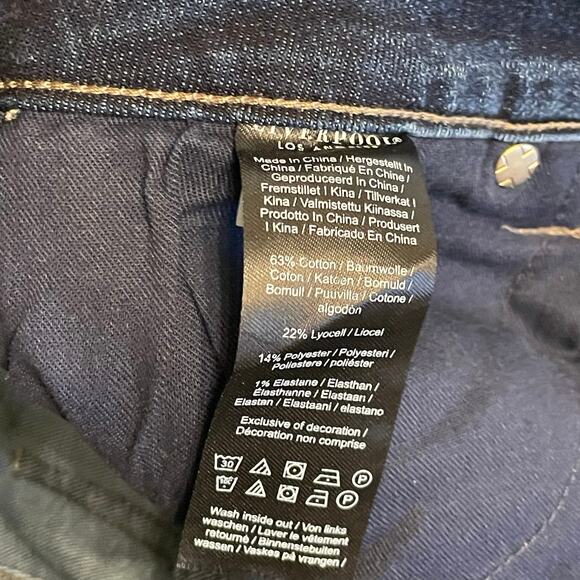 LIVERPOOL
LOS ANGELES
Made In China / Hergestellt In
China / Fabriqué En Chine /
Geproduceerd In China /
Fremstillet I Kina / Tillverkat I
Kina / Valmistettu Kiinassa /
Prodotto In China / Produsert
I Kina / Fabricado En China
63% Cotton / Baumwolle /
Coton / Katoen / Bomuld /
Bomull / Puuvilla / Cotone /
algodón
22% Lyocell / Liocel
14% Polyester / Polyesteri /
Poliestere / poliéster
1% Elastane / Elasthan /
Élasthanne / Elastaan /
Elastan / Elastaani / elastano
Exclusive of decoration /
Décoration non comprise
30 P
P
Wash inside out / Von links
waschen / Laver le vêtement
retourné / Binnenstebuiten
wassen / Vaskes på vrangen /